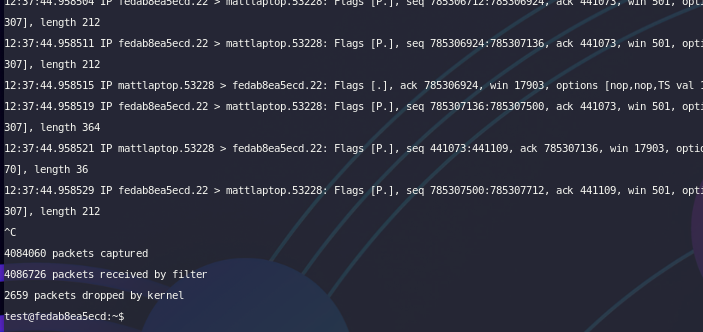 12:37:44.958504 IP fedab8ea5ecd.22 > mattlaptop.53228: Flags [P.], seq 785306712:785306924, ack 441073, win 501, opti
307], length 212
12:37:44.958511 IP fedab8ea5ecd.22 > mattlaptop.53228: Flags [P.], seq 785306924:785307136, ack 441073, win 501, opti
307], length 212
12:37:44.958515 IP mattlaptop.53228 > fedab8ea5ecd.22: Flags [.], ack 785306924, win 17903, options [nop,nop,TS val
12:37:44.958519 IP fedab8ea5ecd.22 > mattlaptop.53228: Flags [P.], seq 785307136:785307500, ack 441073, win 501, opti
307], length 364
12:37:44.958521 IP mattlaptop.53228 > fedab8ea5ecd.22: Flags [P.], seq 441073:441109, ack 785307136, win 17903, optio
70], length 36
12:37:44.958529 IP fedab8ea5ecd.22 > mattlaptop.53228: Flags [P.], seq 785307500:785307712, ack 441109, win 501, opti
307], length 212
^C
4084060 packets captured
4086726 packets received by filter
2659 packets dropped by kernel
test@fedab8ea5ecd:~$